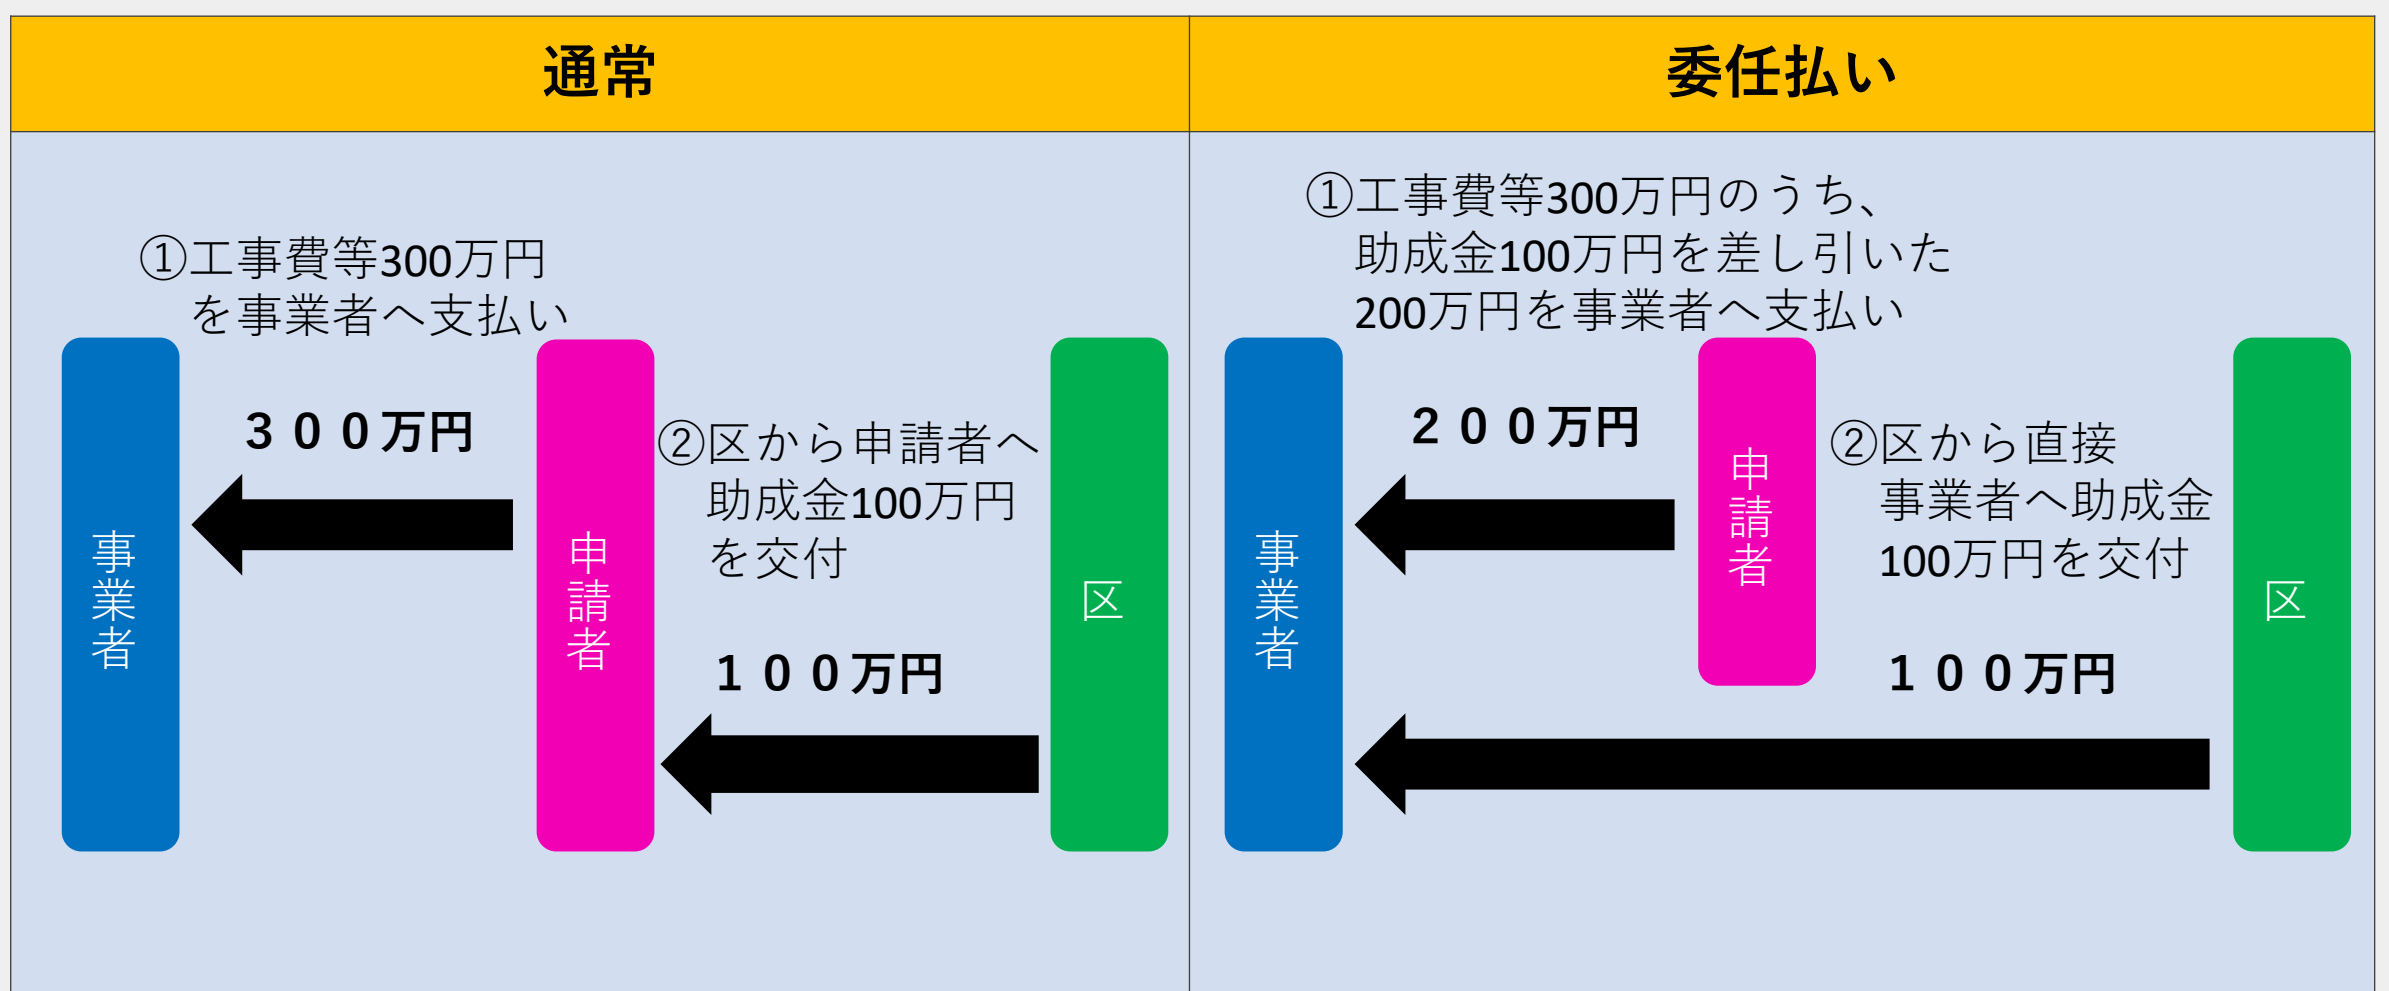 通常
①工事費等300万円
を事業者へ支払い
事業者
３００万円
申請者
②区から申請者へ
助成金100万円
を交付
１００万円
区
委任払い
①工事費等300万円のうち、
助成金100万円を差し引いた
200万円を事業者へ支払い
事業者
２００万円
申請者
②区から直接
事業者へ助成金
100万円を交付
１００万円
区